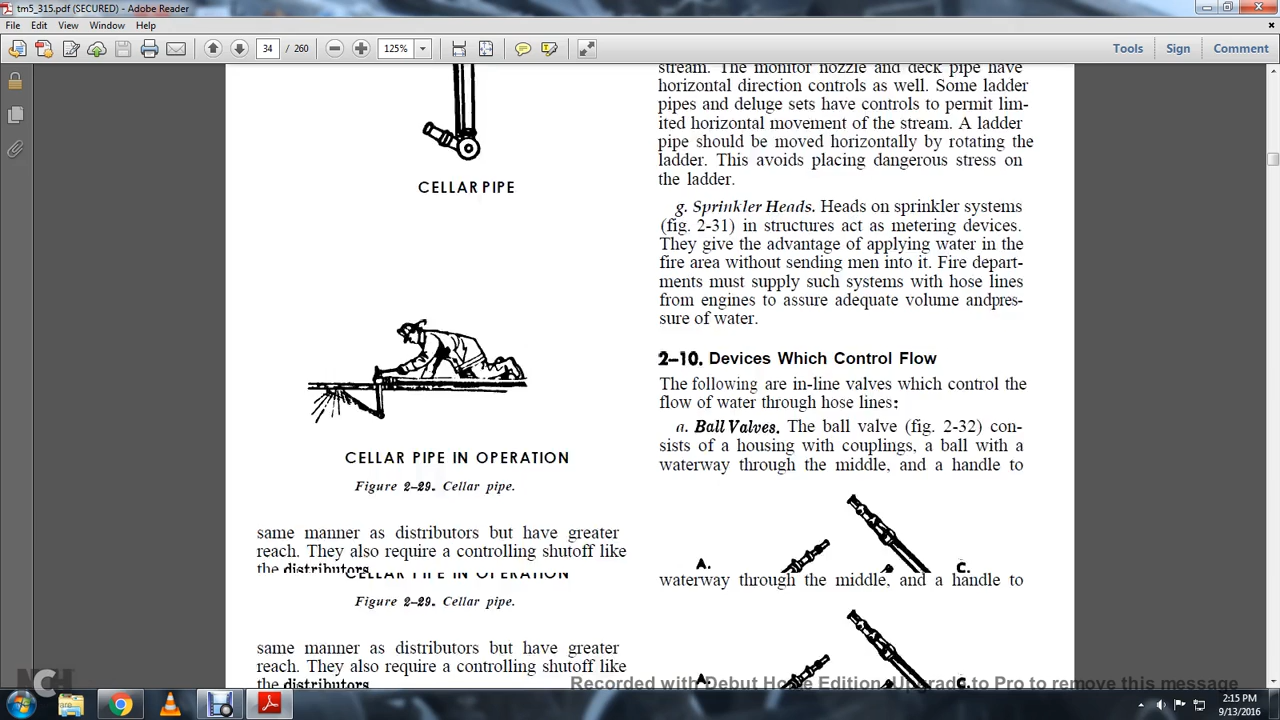 tm5_315.pdf (SECURED) - Adobe Reader
File Edit View Window Help
34 / 260
125%
Tools Sign Comment
CELLAR PIPE
CELLAR PIPE IN OPERATION
Figure 2-29. Cellar pipe.
same manner as distributors but have greater
reach. They also require a controlling shutoff like
the distributors.
CELLAR PIPE IN OPERATION
Figure 2-29. Cellar pipe.
same manner as distributors but have greater
reach. They also require a controlling shutoff like
the distributors.
stream. The monitor nozzle and deck pipe have
horizontal direction controls as well. Some ladder
pipes and deluge sets have controls to permit lim-
ited horizontal movement of the stream. A ladder
pipe should be moved horizontally by rotating the
ladder. This avoids placing dangerous stress on
the ladder.
g. Sprinkler Heads. Heads on sprinkler systems
(fig. 2-31) in structures act as metering devices.
They give the advantage of applying water in the
fire area without sending men into it. Fire depart-
ments must supply such systems with hose lines
from engines to assure adequate volume andpres-
sure of water.
2-10. Devices Which Control Flow
The following are in-line valves which control the
flow of water through hose lines:
a. Ball Valves. The ball valve (fig. 2-32) con-
sists of a housing with couplings, a ball with a
waterway through the middle, and a handle to
A. C.
waterway through the middle, and a handle to
A. C.
Recorded with Debut Home Edition. Upgrade to Pro to remove this message
NCH
2:15 PM
9/13/2016